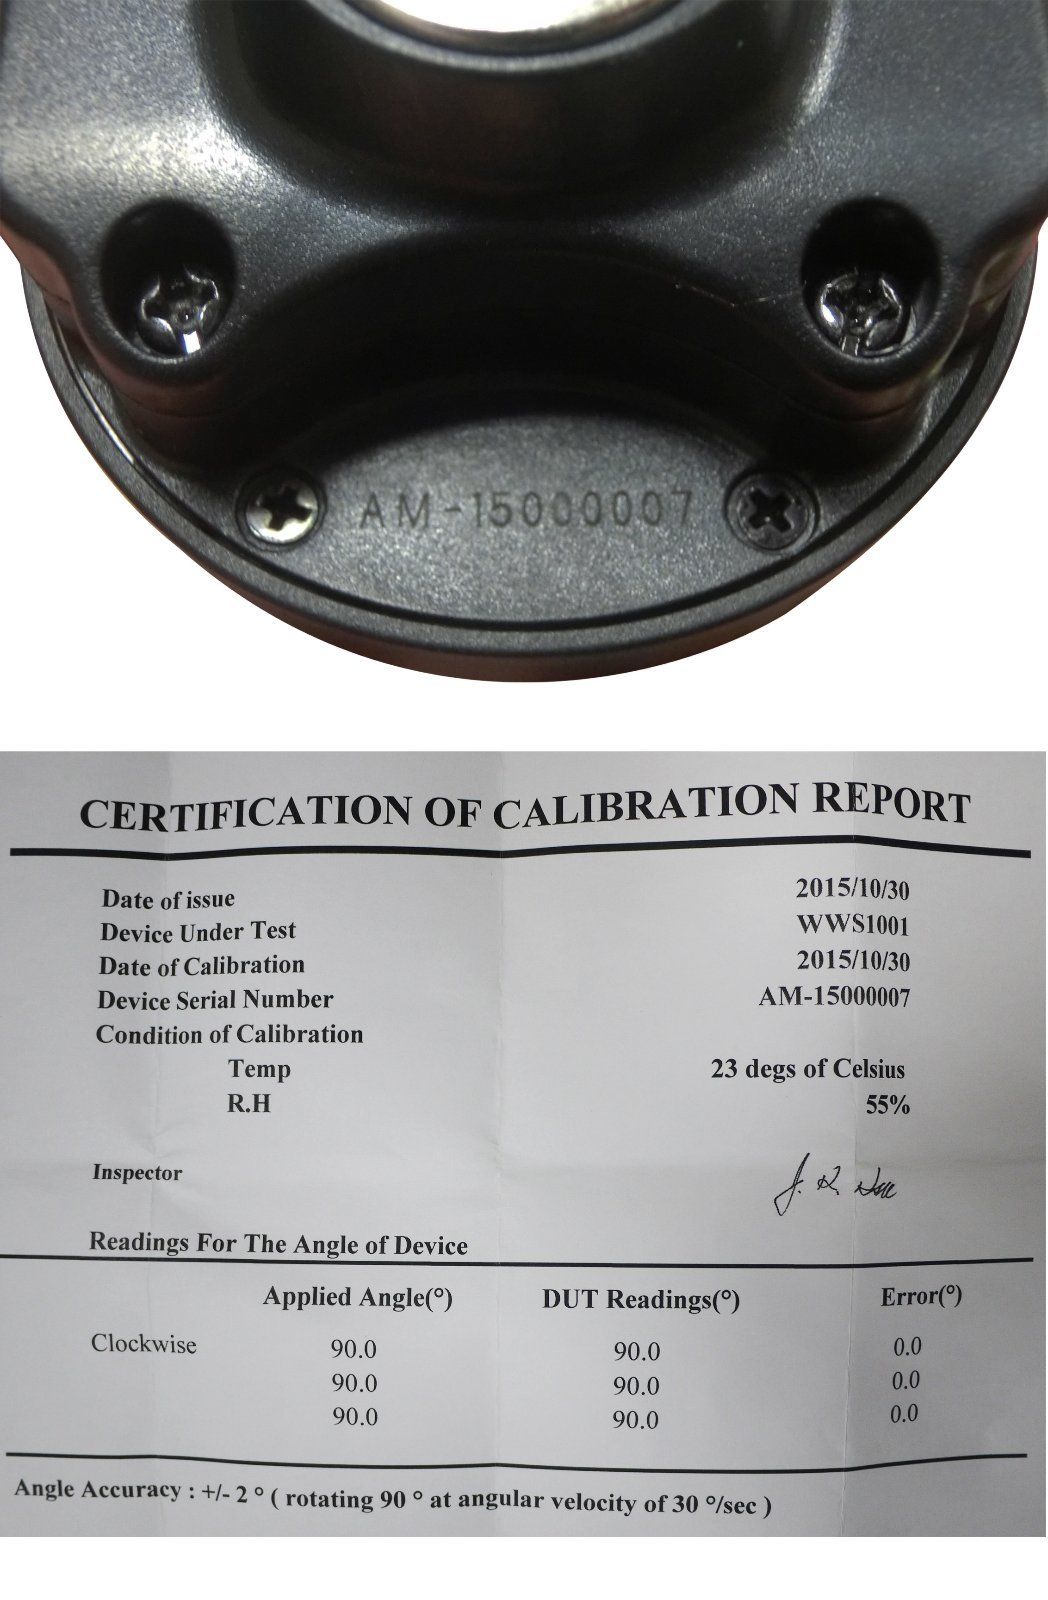 AM-15000007
CERTIFICATION OF CALIBRATION REPORT
Date of issue 2015/10/30
Device Under Test WWS1001
Date of Calibration 2015/10/30
Device Serial Number AM-15000007
Condition of Calibration
Temp 23 degs of Celsius
R.H 55%
Inspector
Readings For The Angle of Device
Applied Angle(°) DUT Readings(°) Error(°)
Clockwise 90.0 90.0 0.0
90.0 90.0 0.0
90.0 90.0 0.0
Angle Accuracy : +/- 2 ° ( rotating 90 ° at angular velocity of 30 °/sec )